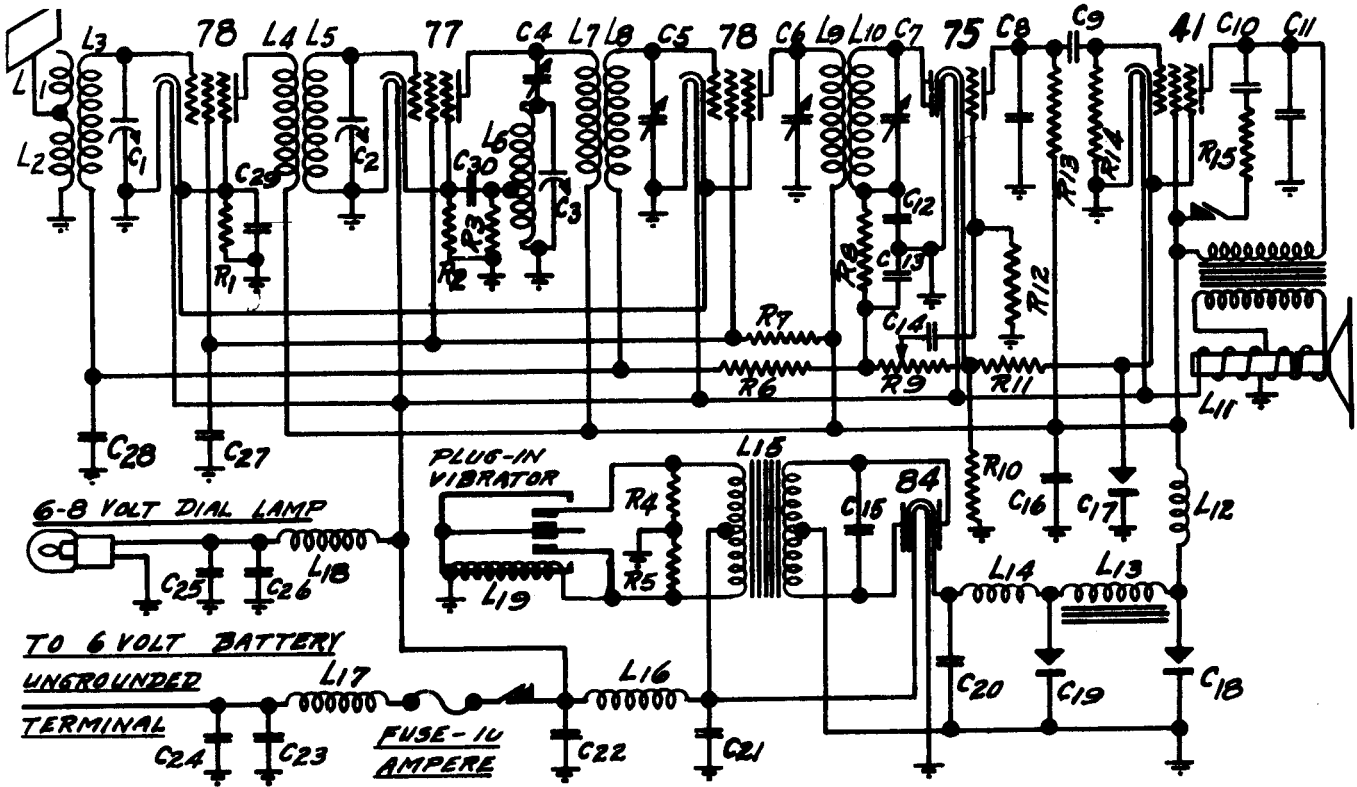 L3 78 L4 L5 77 C4 L7 L8 C5 78 C6 L9 L10 C7 75 C8 C9 41 C10 C11
L1
L2
C1
C2
C29
C30
L6
C3
R1
R2
R3
R8
C12
C13
C14
R12
R13
R14
R15
R7
R6
R9
R11
L11
C28
C27
PLUG-IN
VIBRATOR
L15
R4
R5
C15
84
R10
C16
C17
L12
6-8 VOLT DIAL LAMP
L18
C25
C26
L19
L14
L13
TO 6 VOLT BATTERY
UNGROUNDED
TERMINAL
L17
L16
C20
C19
C18
C24
C23
FUSE-10
AMPERE
C22
C21